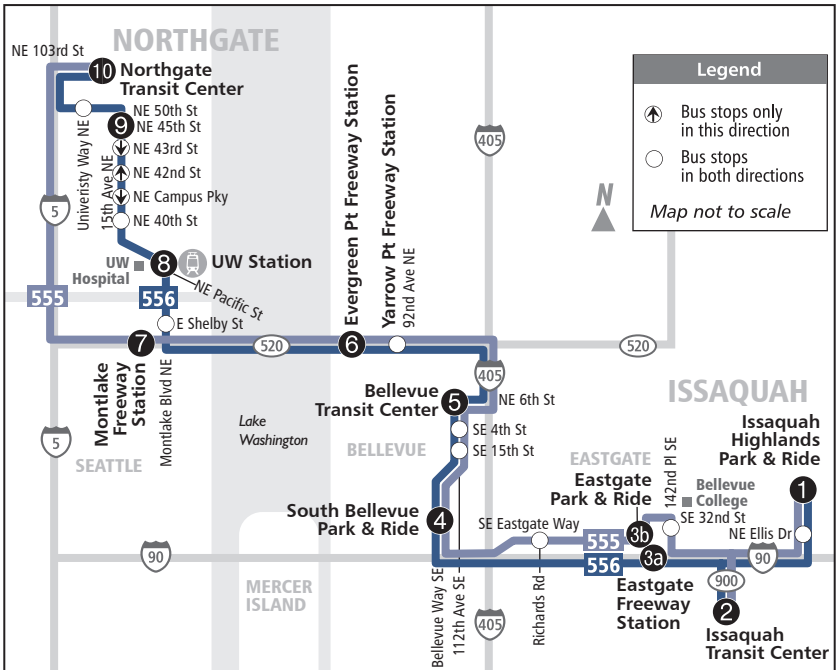 NORTHGATE
NE 103rd St
10
Northgate
Transit Center
NE 50th St
9
NE 45th St
NE 43rd St
NE 42nd St
NE Campus Pky
NE 40th St
Univeristy Way NE
15th Ave NE
5
UW
Hospital
8
UW Station
NE Pacific St
555
556
E Shelby St
7
Montlake
Freeway
Station
Montlake Blvd NE
520
6
Evergreen Pt Freeway Station
Yarrow Pt Freeway Station
92nd Ave NE
405
520
405
Legend
Bus stops only
in this direction
Bus stops
in both directions
Map not to scale
N
5
SEATTLE
Lake
Washington
BELLEVUE
Bellevue
Transit Center
5
NE 6th St
SE 4th St
SE 15th St
South Bellevue
Park & Ride
4
Bellevue Way SE
112th Ave SE
90
MERCER
ISLAND
405
SE Eastgate Way
Richards Rd
555
556
EASTGATE
Eastgate
Park & Ride
3b
3a
Eastgate
Freeway
Station
142nd Pl SE
Bellevue
College
SE 32nd St
ISSAQUAH
Issaquah
Highlands
Park & Ride
1
NE Ellis Dr
90
900
2
Issaquah
Transit Center